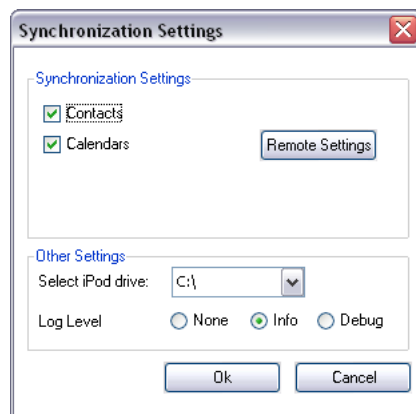 Synchronization Settings
Synchronization Settings
Contacts
Calendars Remote Settings
Other Settings
Select iPod drive: C:\
Log Level None Info Debug
Ok Cancel